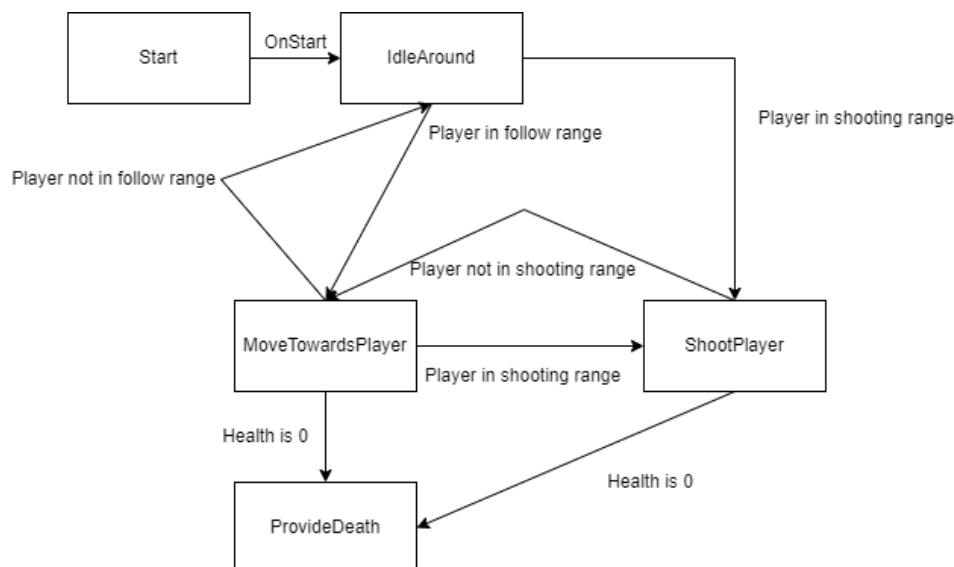 OnStart
Start
IdleAround
Player in shooting range
Player in follow range
Player not in follow range
Player not in shooting range
MoveTowardsPlayer
ShootPlayer
Player in shooting range
Health is 0
Health is 0
ProvideDeath